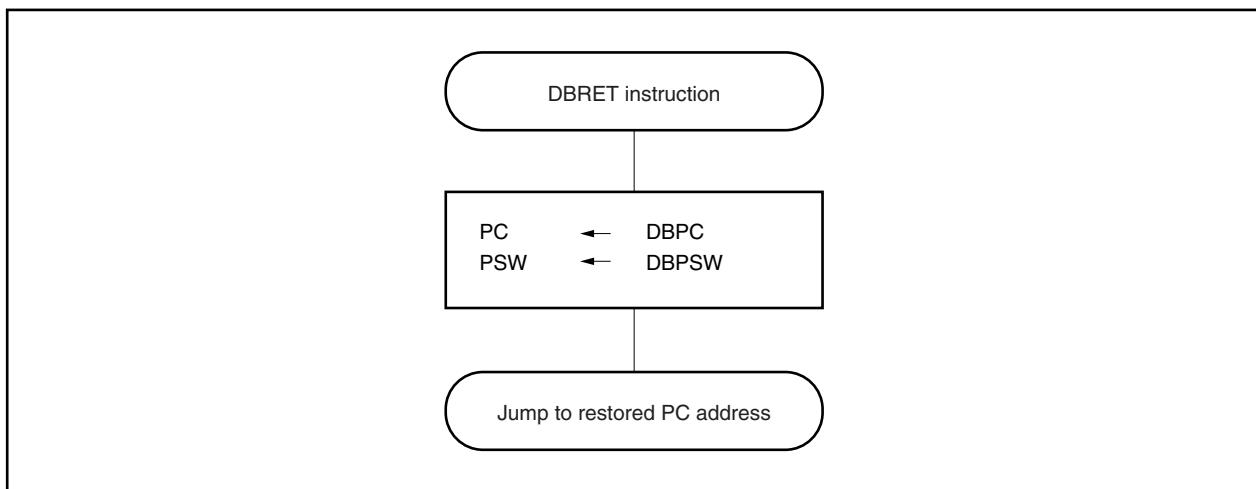 DBRET instruction
PC ← DBPC
PSW ← DBPSW
Jump to restored PC address